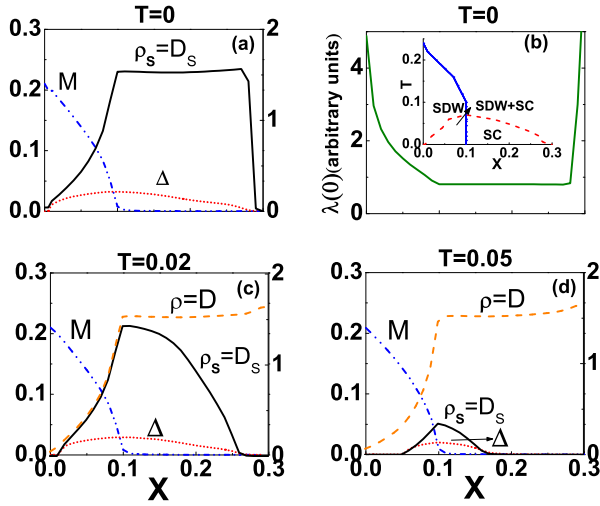 T=0
T=0
0.3
0.2
0.1
0.0
2
1
0
M
ρs=DS
(a)
Δ
λ(0)(arbitrary units)
4
2
0
(b)
T
0.2
0.1
0.0
SDW
SDW+SC
SC
0.0 0.1 0.2 0.3
X
T=0.02
T=0.05
0.3
0.2
0.1
0.0
2
1
0
M
ρ=D
(c)
ρs=DS
Δ
0.0 0.1 0.2 0.3
X
0.3
0.2
0.1
0.0
2
1
0
M
ρ=D
(d)
ρs=DS
Δ
0.0 0.1 0.2 0.3
X